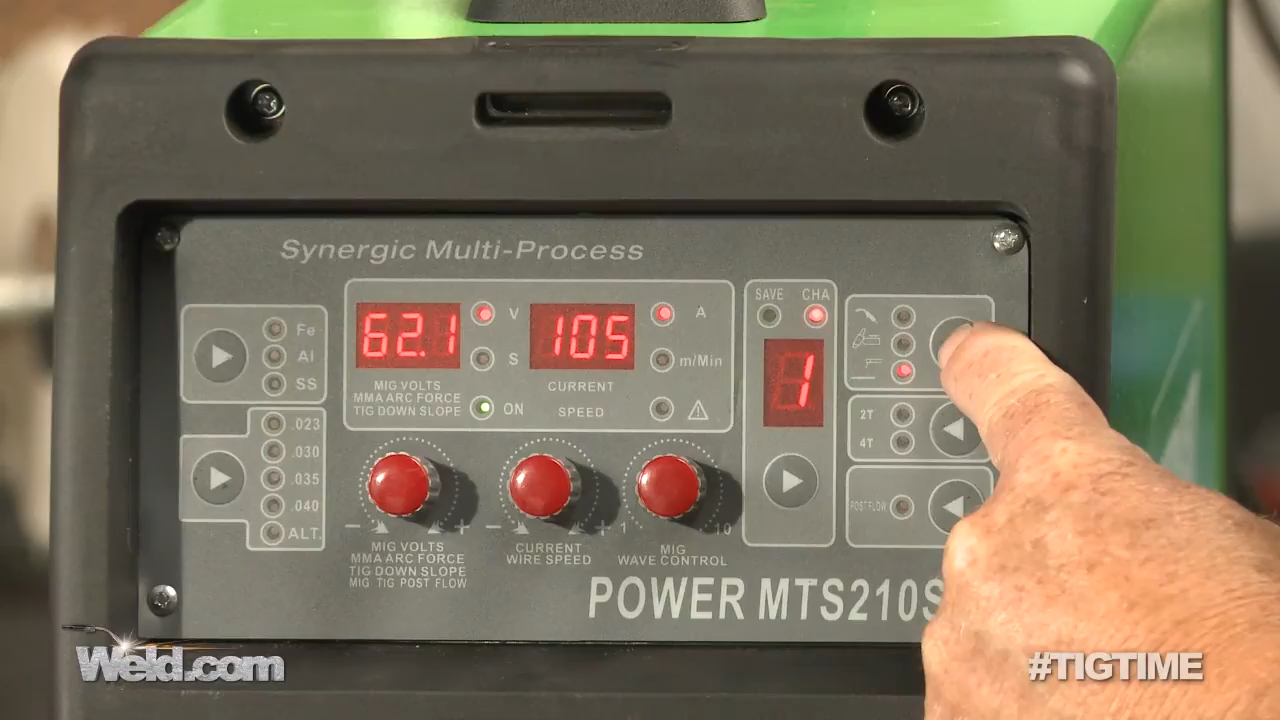 Synergic Multi-Process
Fe
Al
SS
.023
.030
.035
.040
ALT.
62.1
V
S
105
A
m/Min
MIG VOLTS
MMA ARC FORCE
TIG DOWN SLOPE
ON
CURRENT
SPEED
SAVE CHA
1
2T
4T
POST FLOW
− +
− +
1 10
MIG VOLTS
MMA ARC FORCE
TIG DOWN SLOPE
MIG TIG POST FLOW
CURRENT
WIRE SPEED
MIG
WAVE CONTROL
POWER MTS210S
Weld.com
#TIGTIME